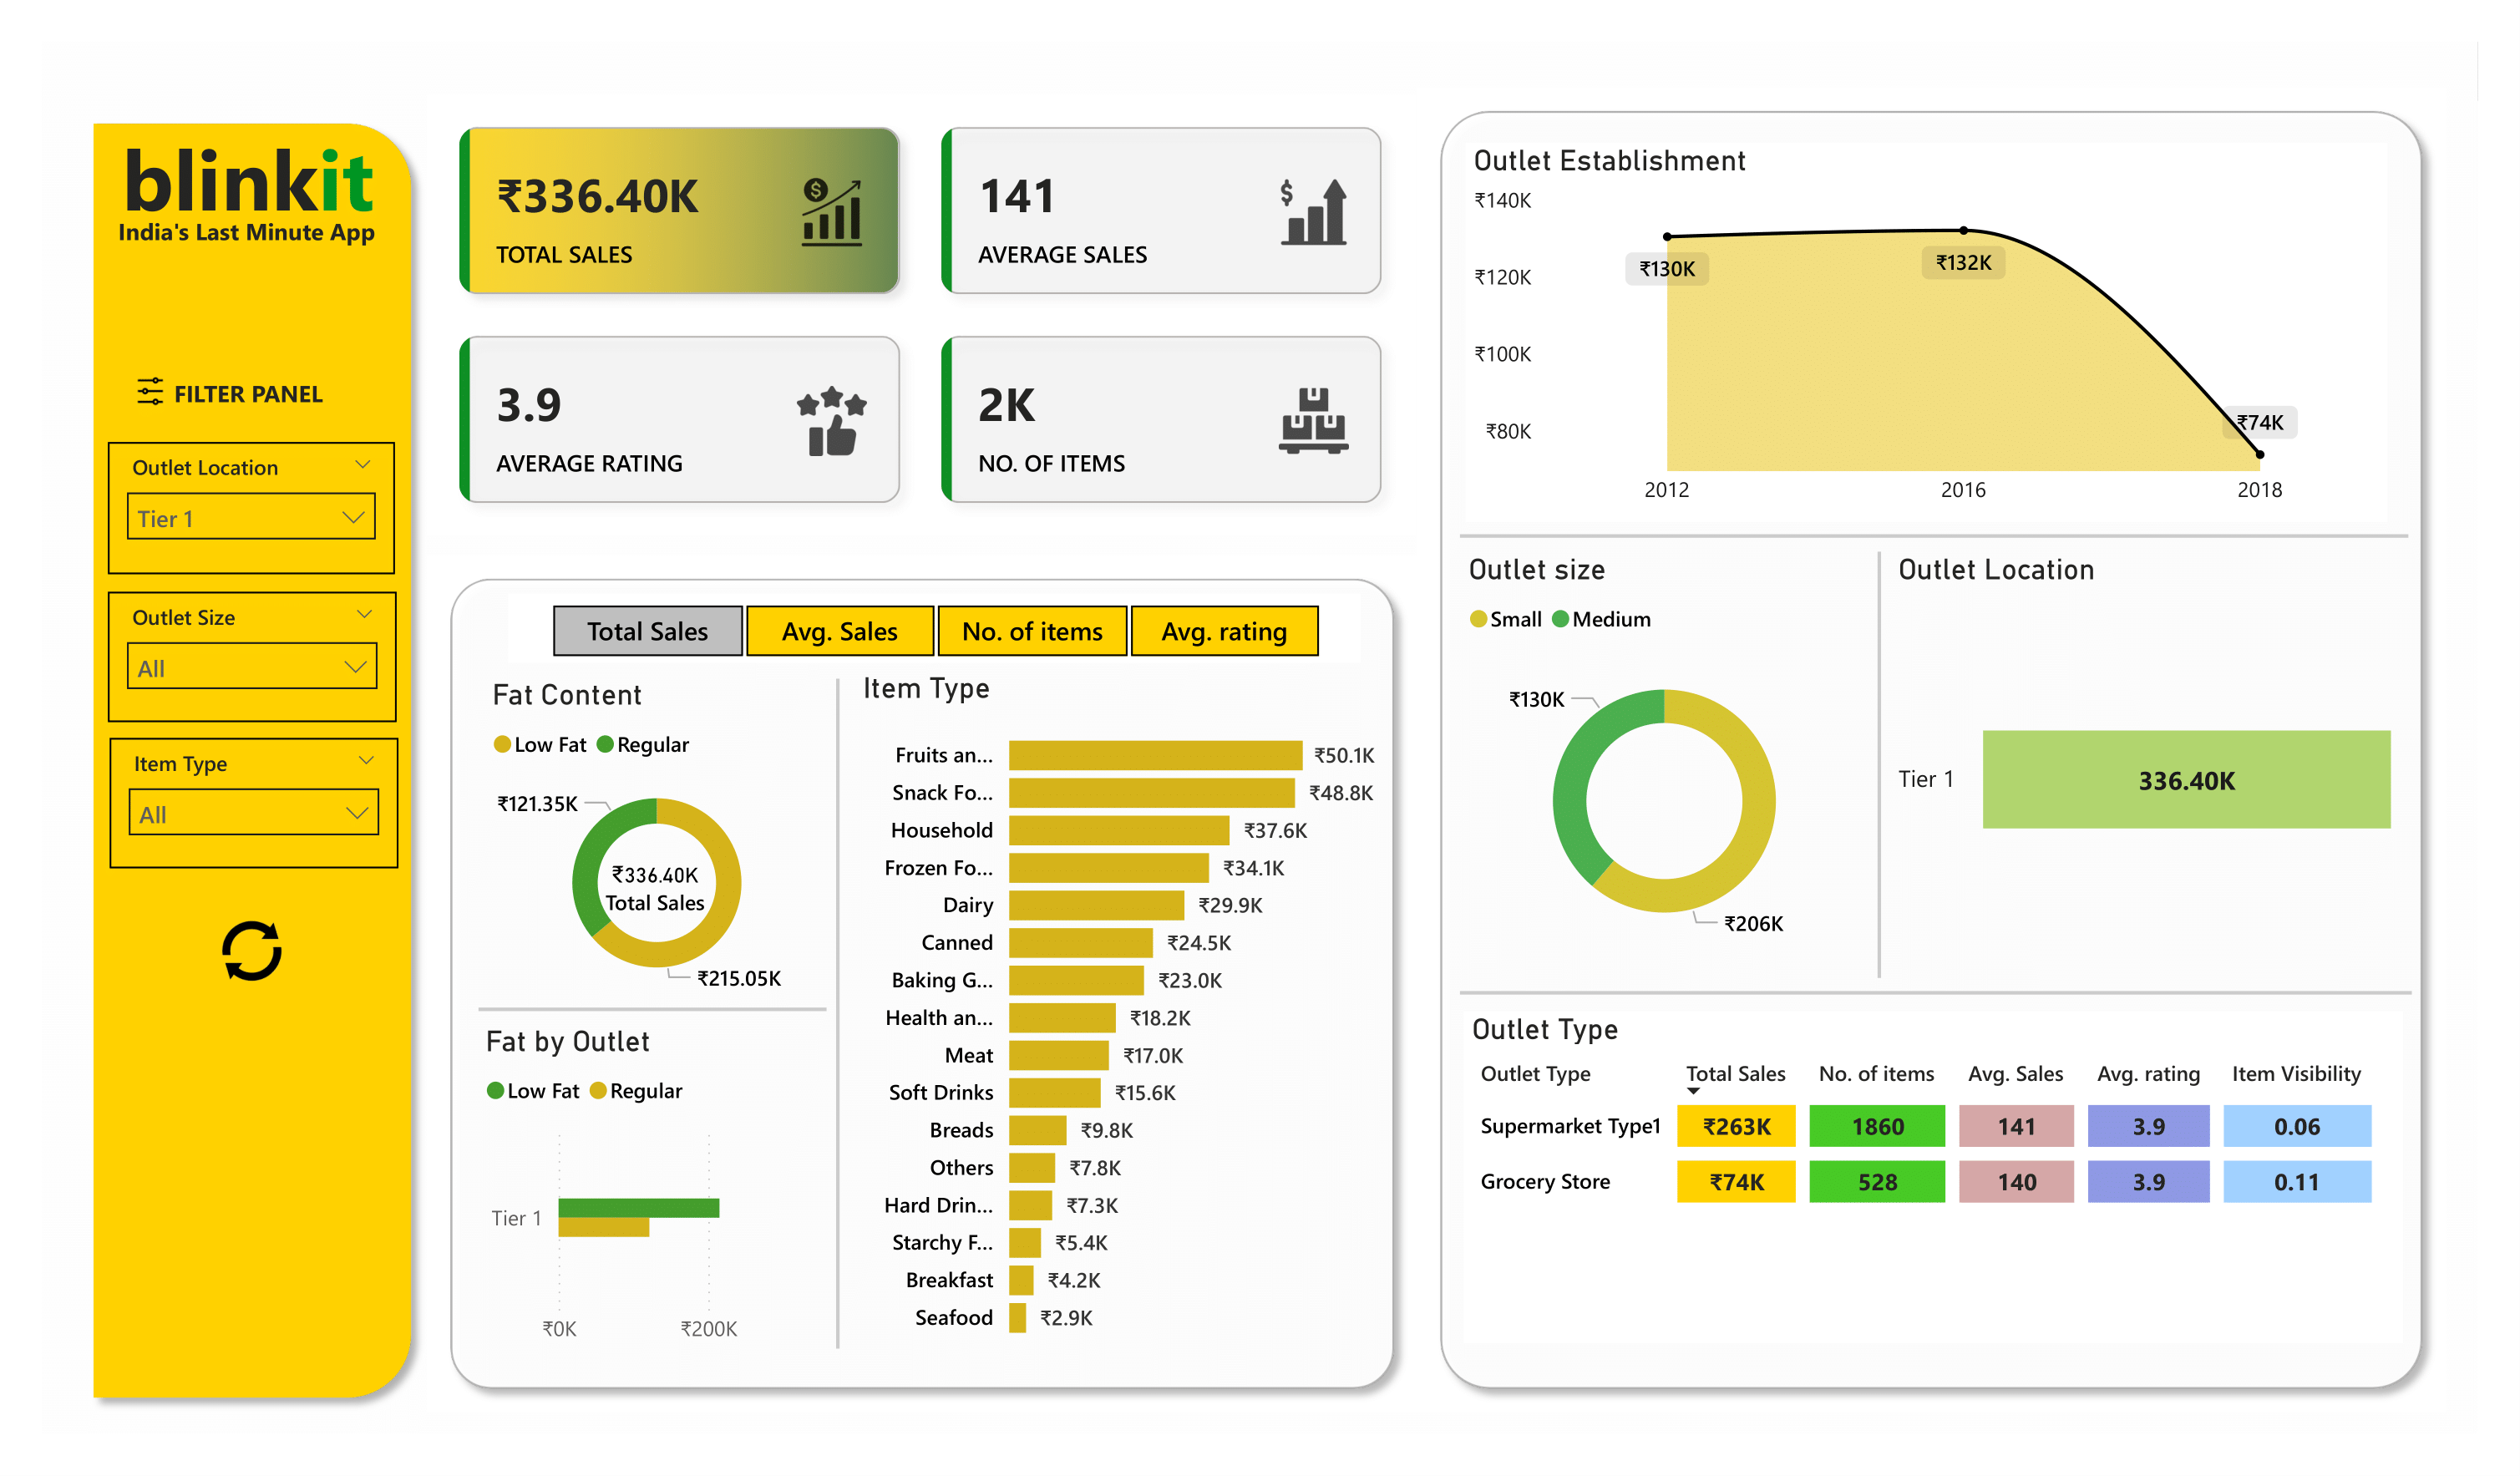 blinkit
India's Last Minute App
FILTER PANEL
Outlet Location
Tier 1
Outlet Size
All
Item Type
All
₹336.40K
TOTAL SALES
141
AVERAGE SALES
3.9
AVERAGE RATING
2K
NO. OF ITEMS
Total Sales Avg. Sales No. of items Avg. rating
Fat Content
Low Fat Regular
₹121.35K
₹336.40K
Total Sales
₹215.05K
Fat by Outlet
Low Fat Regular
Tier 1
₹0K ₹200K
Item Type
Fruits an... ₹50.1K
Snack Fo... ₹48.8K
Household ₹37.6K
Frozen Fo... ₹34.1K
Dairy ₹29.9K
Canned ₹24.5K
Baking G... ₹23.0K
Health an... ₹18.2K
Meat ₹17.0K
Soft Drinks ₹15.6K
Breads ₹9.8K
Others ₹7.8K
Hard Drin... ₹7.3K
Starchy F... ₹5.4K
Breakfast ₹4.2K
Seafood ₹2.9K
Outlet Establishment
₹140K
₹120K
₹100K
₹80K
₹130K
₹132K
₹74K
2012 2016 2018
Outlet size
Small Medium
₹130K
₹206K
Outlet Location
Tier 1 336.40K
Outlet Type
Outlet Type Total Sales No. of items Avg. Sales Avg. rating Item Visibility
Supermarket Type1 ₹263K 1860 141 3.9 0.06
Grocery Store ₹74K 528 140 3.9 0.11